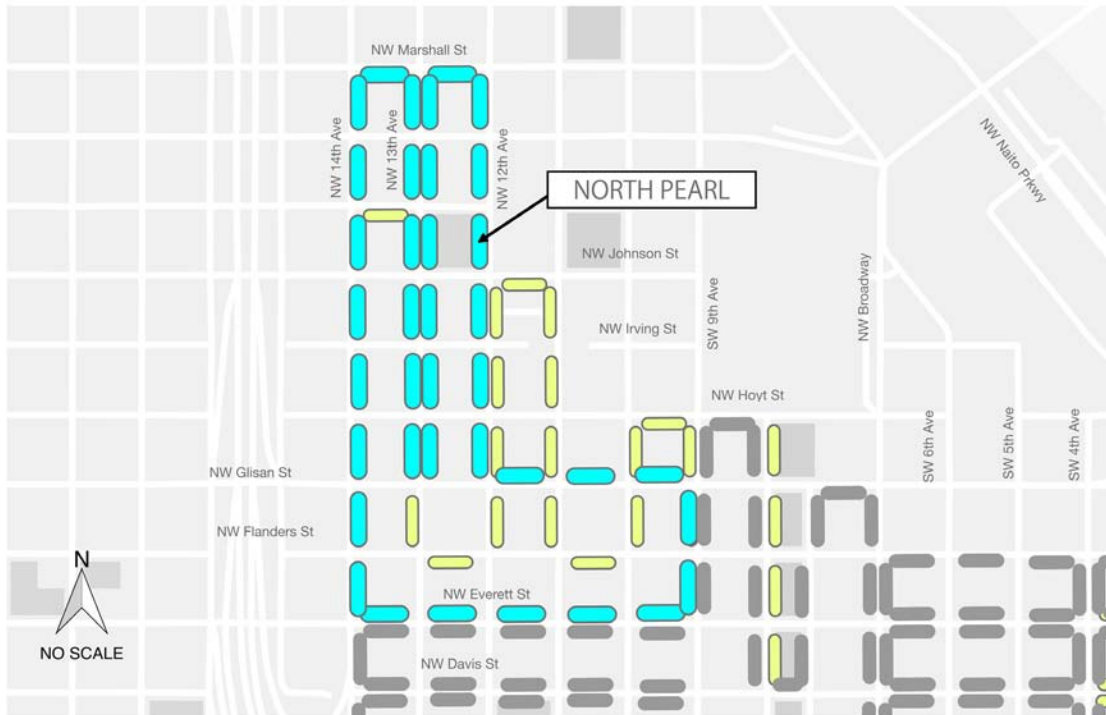 NW Marshall St
NW 14th Ave
NW 13th Ave
NW 12th Ave
NW Naito Prkwy
NORTH PEARL
NW Johnson St
SW 9th Ave
NW Broadway
NW Irving St
NW Hoyt St
SW 6th Ave
SW 5th Ave
SW 4th Ave
NW Glisan St
NW Flanders St
N
NW Everett St
NO SCALE
NW Davis St